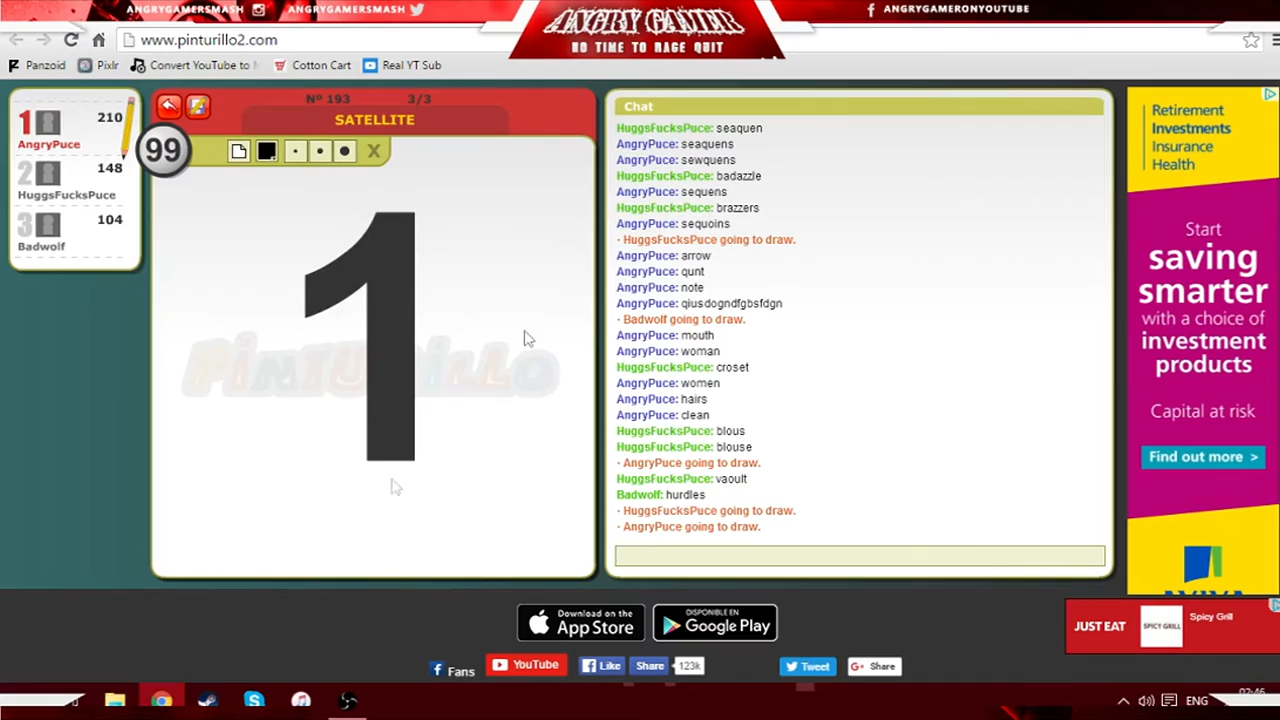 ANGRYGAMERSMASH
ANGRYGAMERSMASH
ANGRY GAMER
NO TIME TO RAGE QUIT
ANGRYGAMERONYOUTUBE
www.pinturillo2.com
Panzoid
Pixlr
Convert YouTube to
Cotton Cart
Real YT Sub
1
210
AngryPuce
2
148
HuggsFucksPuce
3
104
Badwolf
99
Nº 193
3/3
SATELLITE
X
1
PINTURILLO
Chat
HuggsFucksPuce: seaquen
AngryPuce: seaquens
AngryPuce: sewquens
HuggsFucksPuce: badazzle
AngryPuce: sequens
HuggsFucksPuce: brazzers
AngryPuce: sequoins
· HuggsFucksPuce going to draw.
AngryPuce: arrow
AngryPuce: qunt
AngryPuce: note
AngryPuce: qiusdogndfgbsfdgn
· Badwolf going to draw.
AngryPuce: mouth
AngryPuce: woman
HuggsFucksPuce: croset
AngryPuce: women
AngryPuce: hairs
AngryPuce: clean
HuggsFucksPuce: blous
HuggsFucksPuce: blouse
· AngryPuce going to draw.
HuggsFucksPuce: vaoult
Badwolf: hurdles
· HuggsFucksPuce going to draw.
· AngryPuce going to draw.
Retirement
Investments
Insurance
Health
Start
saving
smarter
with a choice of
investment
products
Capital at risk
Find out more >
AVIVA
JUST EAT
SPICY GRILL
Spicy Grill
Download on the
App Store
DISPONIBLE EN
Google Play
Fans
YouTube
Like
Share
123k
Tweet
G+ Share
ENG
02:46